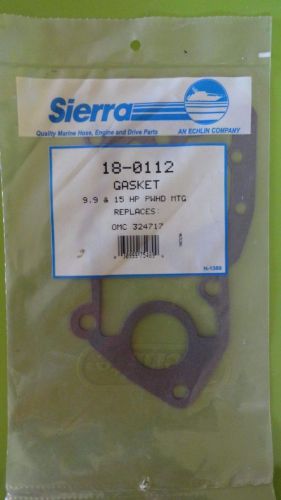 Sierra
Quality Marine Hose, Engine and Drive Parts
AN ECHLIN COMPANY
18-0112
GASKET
9.9 & 15 HP PWHD MTG
REPLACES
OMC 324717
H-1389